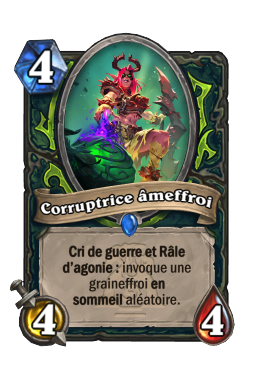 4
Corruptrice âmeffroi
Cri de guerre et Râle
d'agonie : invoque une
graineffroi en
sommeil aléatoire.
4
4